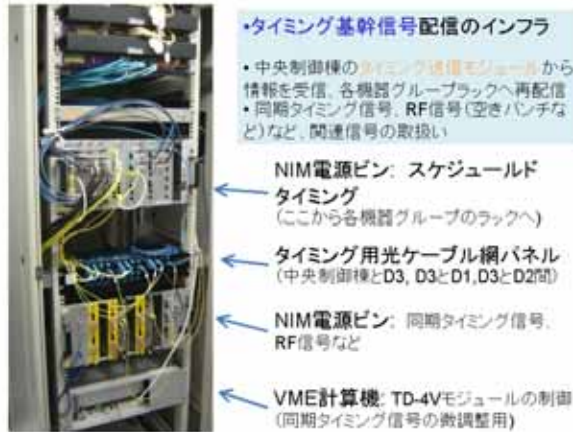 ・タイミング基幹信号配信のインフラ
・中央制御棟のタイミング送信モジュールから
情報を受信、各機器グループラックへ再配信
・同期タイミング信号、RF信号(空きバンチな
ど)など、関連信号の取扱い
NIM電源ビン: スケジュールド
タイミング
(ここから各機器グループのラックへ)
タイミング用光ケーブル網パネル
(中央制御棟とD3, D3とD1,D3とD2間)
NIM電源ビン: 同期タイミング信号、
RF信号など
VME計算機: TD-4Vモジュールの制御
(同期タイミング信号の微調整用)